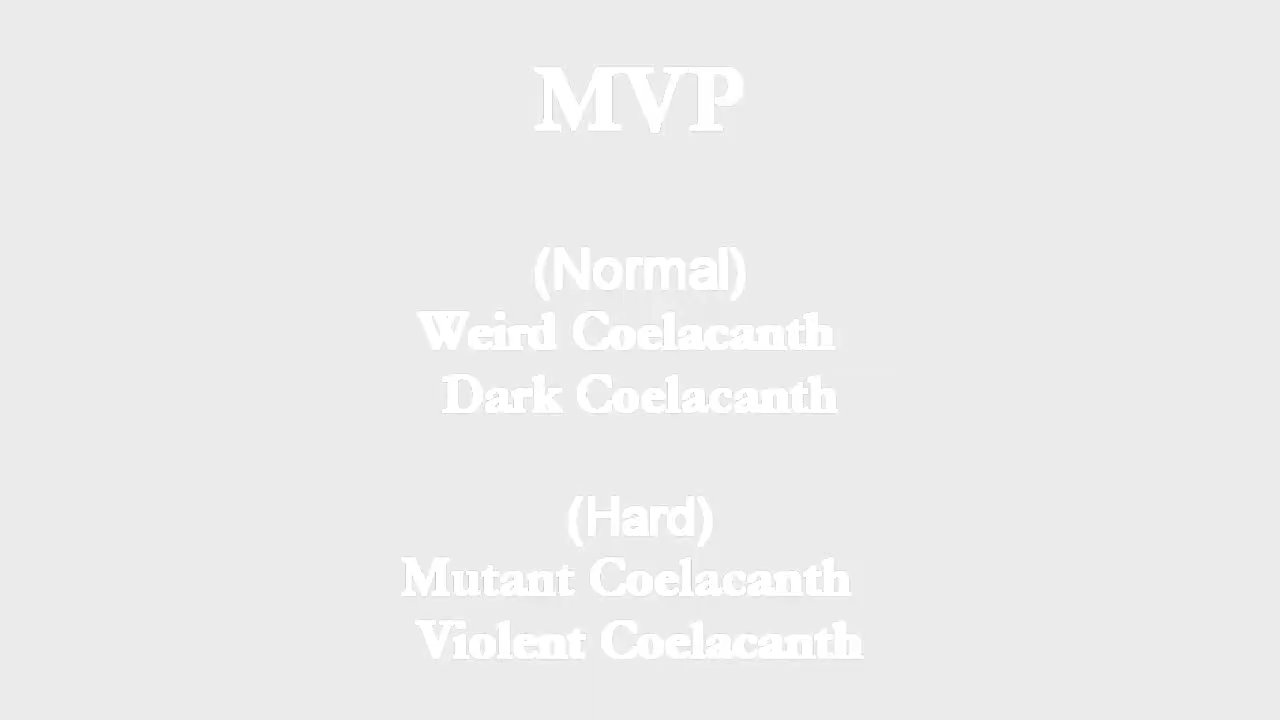 MVP
(Normal)
Weird Coelacanth
Dark Coelacanth
(Hard)
Mutant Coelacanth
Violent Coelacanth